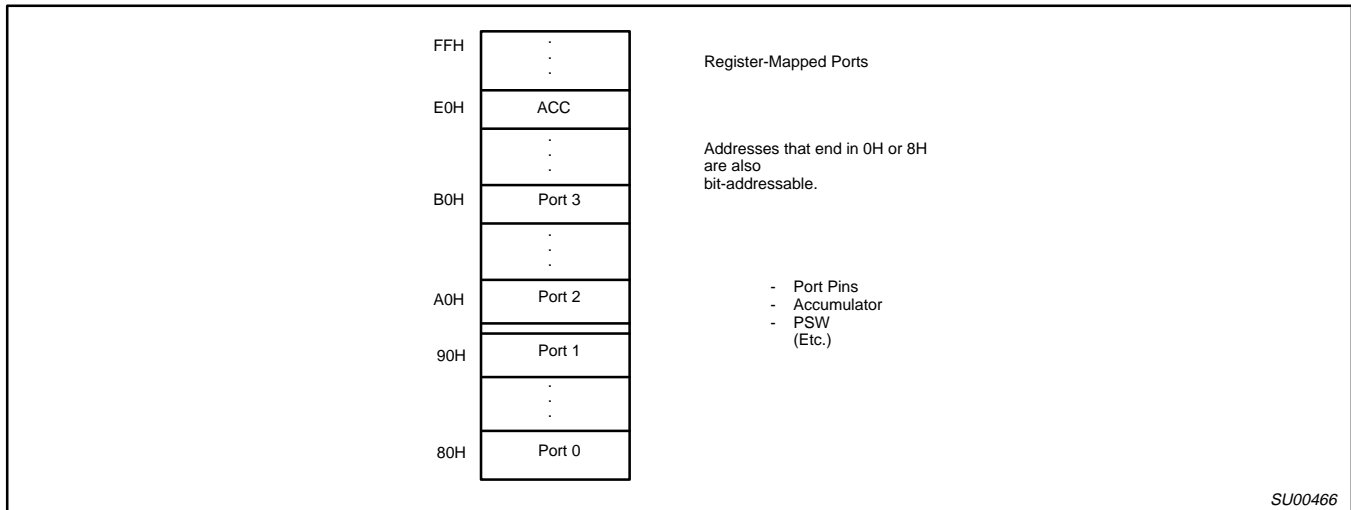 FFH
.
.
.
Register-Mapped Ports
E0H
ACC
.
.
.
Addresses that end in 0H or 8H
are also
bit-addressable.
B0H
Port 3
.
.
.
A0H
Port 2
- Port Pins
- Accumulator
- PSW
(Etc.)
90H
Port 1
.
.
.
80H
Port 0
SU00466